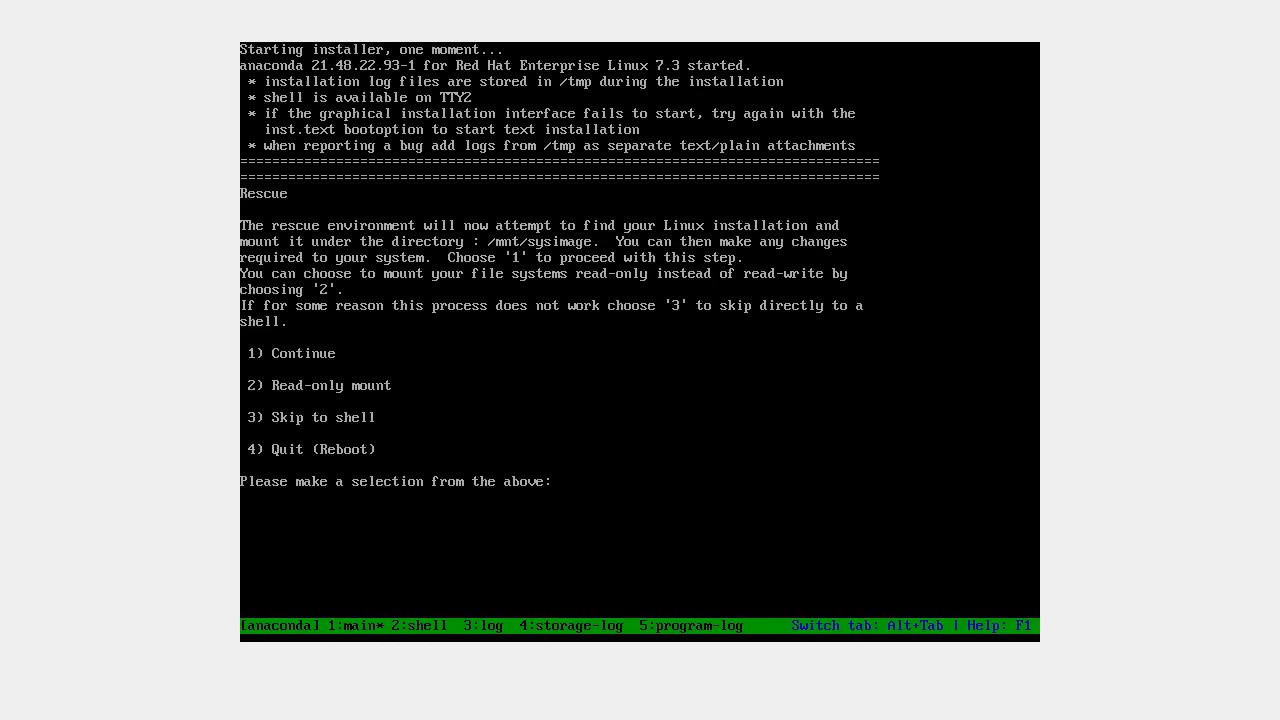 Starting installer, one moment...
anaconda 21.48.22.93-1 for Red Hat Enterprise Linux 7.3 started.
* installation log files are stored in /tmp during the installation
* shell is available on TTY2
* if the graphical installation interface fails to start, try again with the
inst.text bootoption to start text installation
* when reporting a bug add logs from /tmp as separate text/plain attachments
================================================================================
================================================================================
Rescue
The rescue environment will now attempt to find your Linux installation and
mount it under the directory : /mnt/sysimage.  You can then make any changes
required to your system.  Choose '1' to proceed with this step.
You can choose to mount your file systems read-only instead of read-write by
choosing '2'.
If for some reason this process does not work choose '3' to skip directly to a
shell.
1) Continue
2) Read-only mount
3) Skip to shell
4) Quit (Reboot)
Please make a selection from the above:
[anaconda] 1:main* 2:shell  3:log  4:storage-log  5:program-log      Switch tab: Alt+Tab | Help: F1